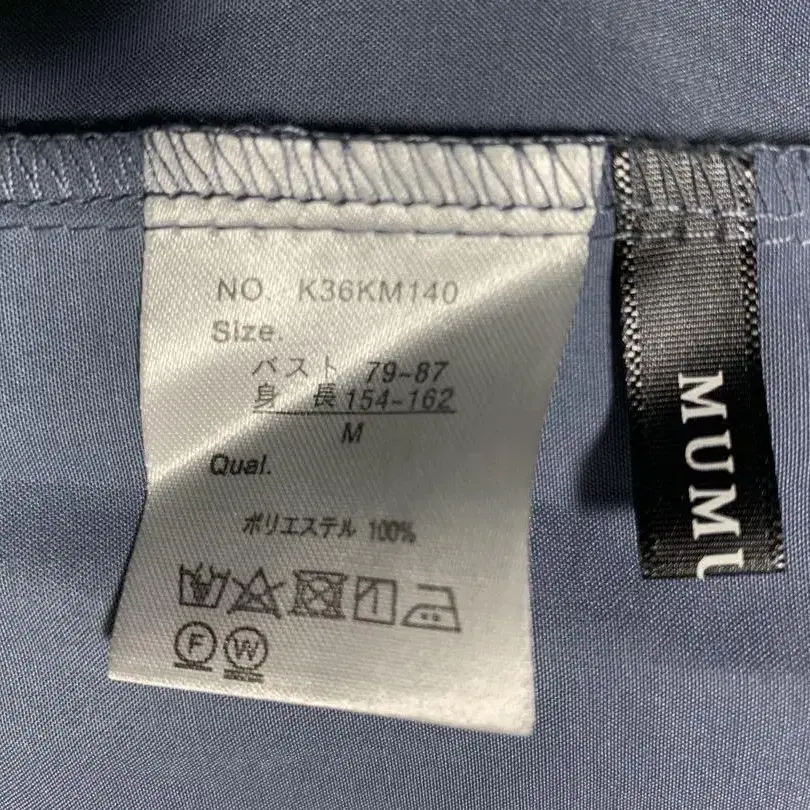 NO. K36KM140
Size.
バスト 79-87
身 長 154-162
M
Qual.
ポリエステル 100%
F W
MUM